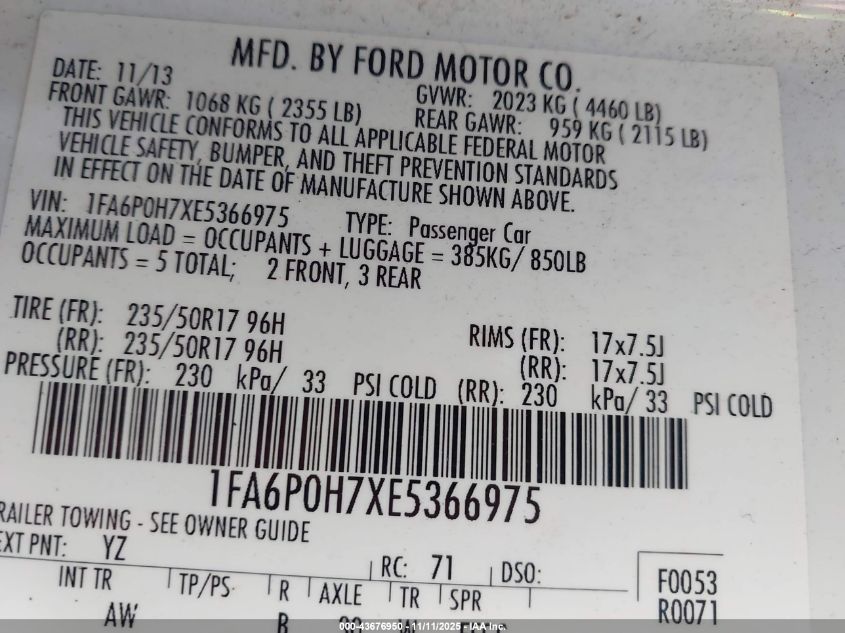 MFD. BY FORD MOTOR CO.
DATE: 11/13 GVWR: 2023 KG ( 4460 LB)
FRONT GAWR: 1068 KG ( 2355 LB) REAR GAWR: 959 KG ( 2115 LB)
THIS VEHICLE CONFORMS TO ALL APPLICABLE FEDERAL MOTOR
VEHICLE SAFETY, BUMPER, AND THEFT PREVENTION STANDARDS
IN EFFECT ON THE DATE OF MANUFACTURE SHOWN ABOVE.
VIN: 1FA6P0H7XE5366975 TYPE: Passenger Car
MAXIMUM LOAD = OCCUPANTS + LUGGAGE = 385KG/ 850LB
OCCUPANTS = 5 TOTAL; 2 FRONT, 3 REAR
TIRE (FR): 235/50R17 96H RIMS (FR): 17x7.5J
(RR): 235/50R17 96H (RR): 17x7.5J
PRESSURE (FR): 230 kPa/ 33 PSI COLD (RR): 230 kPa/ 33 PSI COLD
1FA6P0H7XE5366975
RAILER TOWING - SEE OWNER GUIDE
EXT PNT: YZ RC: 71 DSO: F0053
INT TR TP/PS R AXLE TR SPR R0071
AW B
000-43676950 - 11/11/2025 - IAA Inc.